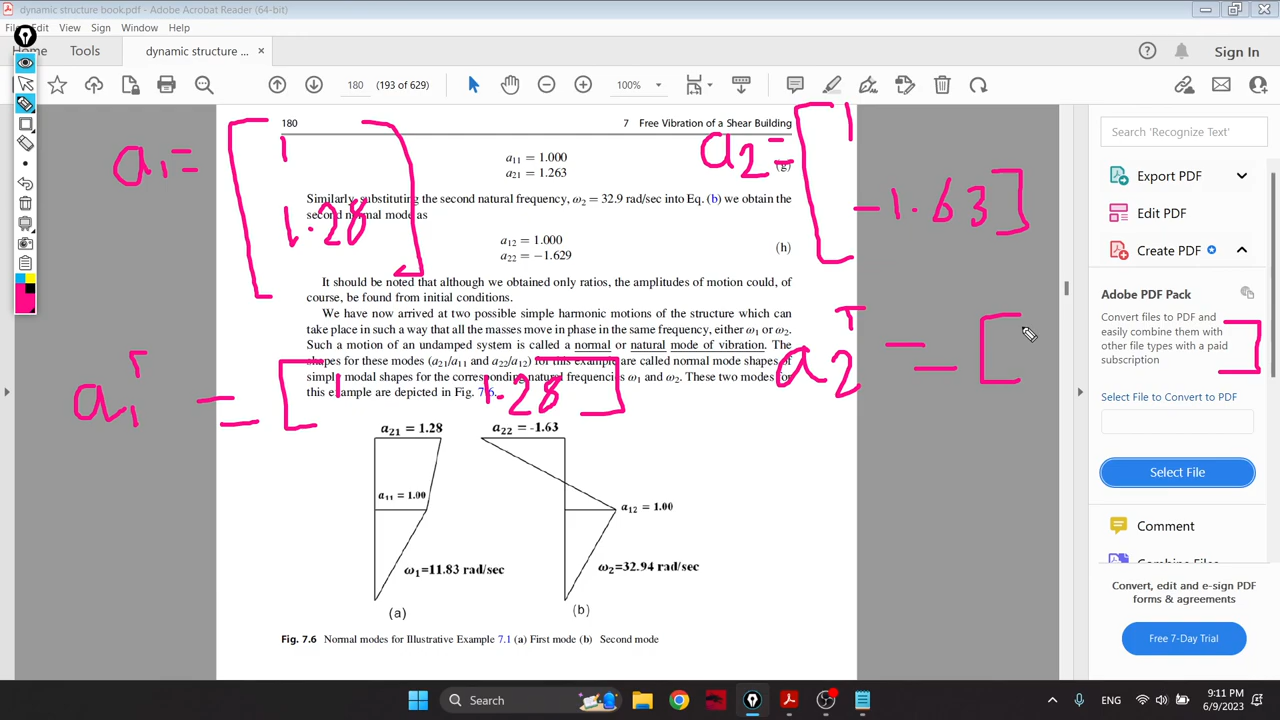 dynamic structure book.pdf - Adobe Acrobat Reader (64-bit)
File Edit View Sign Window Help
Home Tools dynamic structure ... × Sign In
180 (193 of 629) 100%
180 7 Free Vibration of a Shear Building
a₁₁ = 1.000
a₂₁ = 1.263
(g)
Similarly, substituting the second natural frequency, ω₂ = 32.9 rad/sec into Eq. (b) we obtain the
second normal mode as
a₁₂ = 1.000
a₂₂ = −1.629
(h)
It should be noted that although we obtained only ratios, the amplitudes of motion could, of
course, be found from initial conditions.
We have now arrived at two possible simple harmonic motions of the structure which can
take place in such a way that all the masses move in phase in the same frequency, either ω₁ or ω₂.
Such a motion of an undamped system is called a normal or natural mode of vibration. The
shapes for these modes (a₂₁/a₁₁ and a₂₂/a₁₂) for this example are called normal mode shapes or
simply modal shapes for the corresponding natural frequencies ω₁ and ω₂. These two modes for
this example are depicted in Fig. 7.6.
a₂₁ = 1.28 a₂₂ = -1.63
a₁₁ = 1.00 a₁₂ = 1.00
ω₁=11.83 rad/sec ω₂=32.94 rad/sec
(a) (b)
Fig. 7.6 Normal modes for Illustrative Example 7.1 (a) First mode (b) Second mode
a₁ = [ 1
1.28 ]
a₂ = [ 1
-1.63 ]
a₁ᵀ = [ 1 1.28 ]
a₂ᵀ = [ ]
Search 'Recognize Text'
Export PDF
Edit PDF
Create PDF
Adobe PDF Pack
Convert files to PDF and
easily combine them with
other file types with a paid
subscription
Select File to Convert to PDF
Select File
Comment
Combine Files
Convert, edit and e-sign PDF
forms & agreements
Free 7-Day Trial
Search
ENG
9:11 PM
6/9/2023